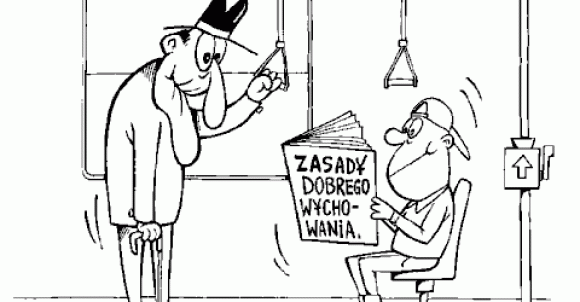 ZASADY
DOBREGO
WYCHO-
WANIA.